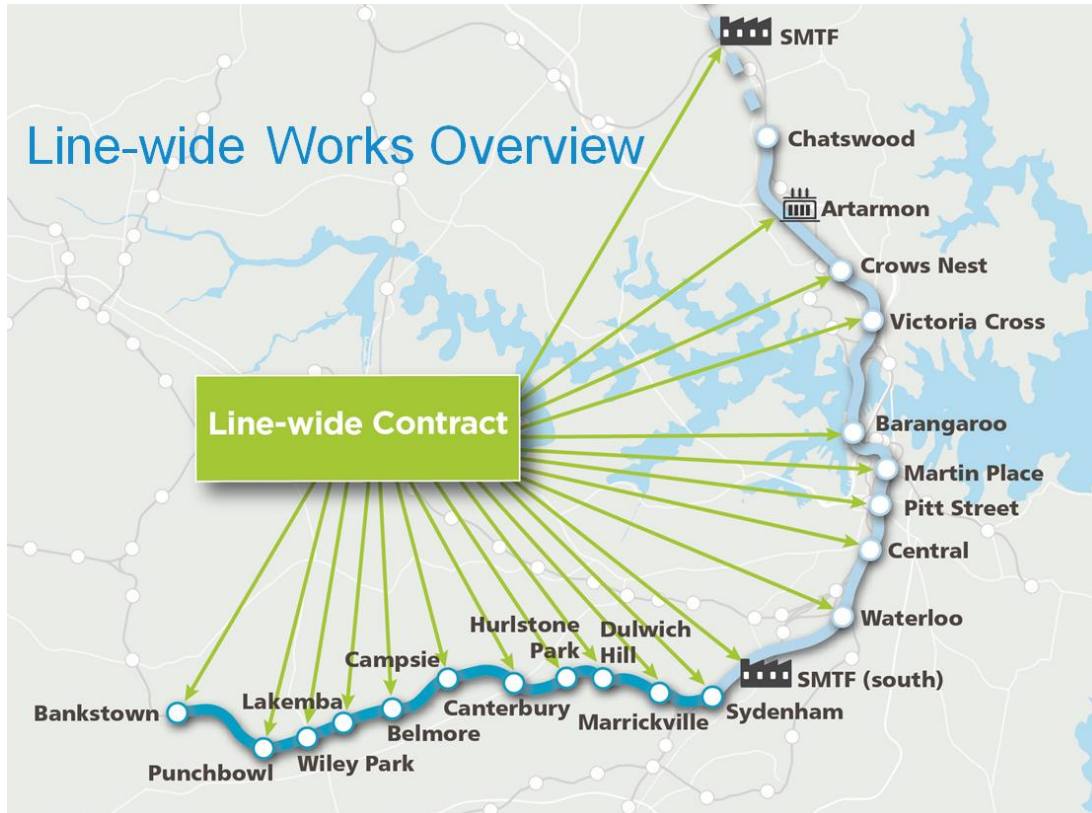 SMTF
Line-wide Works Overview
Chatswood
Artarmon
Crows Nest
Victoria Cross
Line-wide Contract
Barangaroo
Martin Place
Pitt Street
Central
Waterloo
Hurlstone
Park
Dulwich
Hill
Campsie
SMTF (south)
Lakemba
Bankstown
Canterbury
Sydenham
Marrickville
Belmore
Wiley Park
Punchbowl